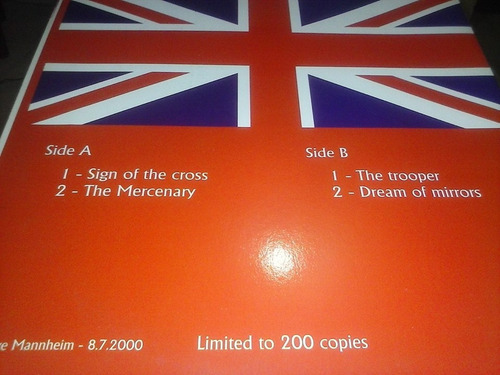 Side A
1 - Sign of the cross
2 - The Mercenary
Side B
1 - The trooper
2 - Dream of mirrors
Mannheim - 8.7.2000
Limited to 200 copies